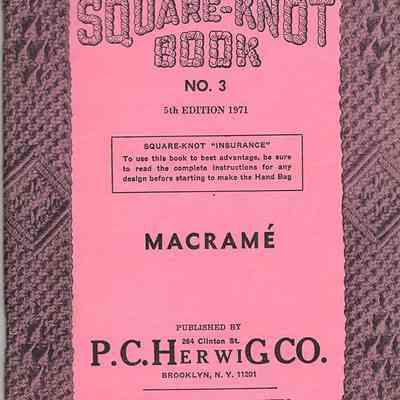 SQUARE-KNOT
BOOK
NO. 3
5th EDITION 1971
SQUARE-KNOT "INSURANCE"
To use this book to best advantage, be sure
to read the complete instructions for any
design before starting to make the Hand Bag
MACRAMÉ
PUBLISHED BY
264 Clinton St.
P.C.HERWIG CO.
BROOKLYN, N. Y. 11201